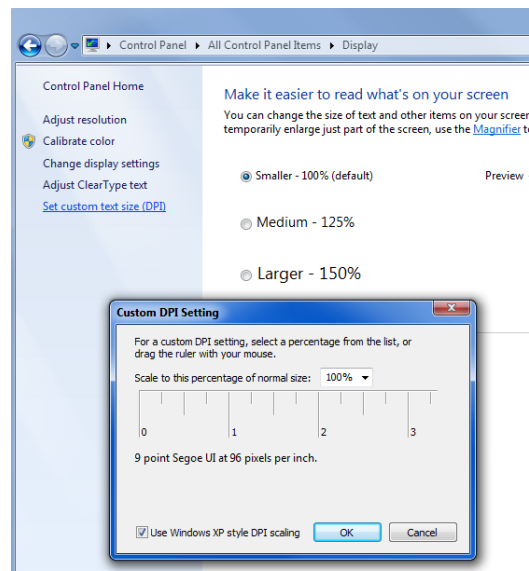 Control Panel ▸ All Control Panel Items ▸ Display
Control Panel Home
Adjust resolution
Calibrate color
Change display settings
Adjust ClearType text
Set custom text size (DPI)
Make it easier to read what's on your screen
You can change the size of text and other items on your screen
temporarily enlarge just part of the screen, use the Magnifier t
Smaller - 100% (default)
Preview
Medium - 125%
Larger - 150%
Custom DPI Setting
For a custom DPI setting, select a percentage from the list, or
drag the ruler with your mouse.
Scale to this percentage of normal size: 100%
0 1 2 3
9 point Segoe UI at 96 pixels per inch.
Use Windows XP style DPI scaling
OK
Cancel